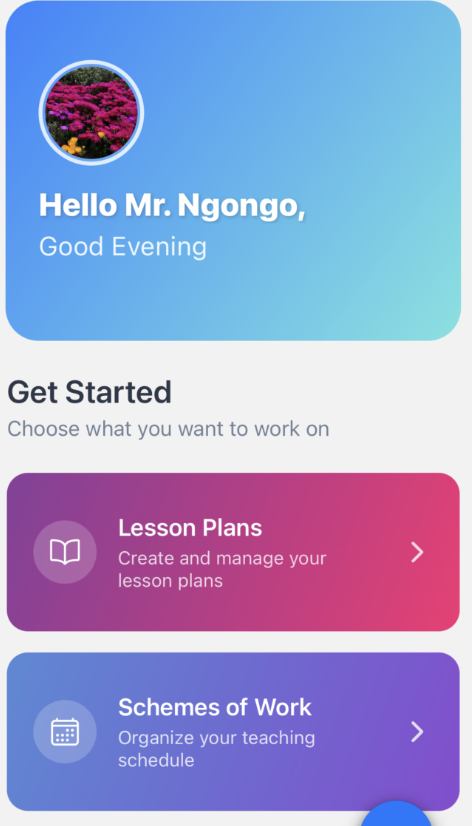 Hello Mr. Ngongo,
Good Evening
Get Started
Choose what you want to work on
Lesson Plans
Create and manage your
lesson plans
Schemes of Work
Organize your teaching
schedule